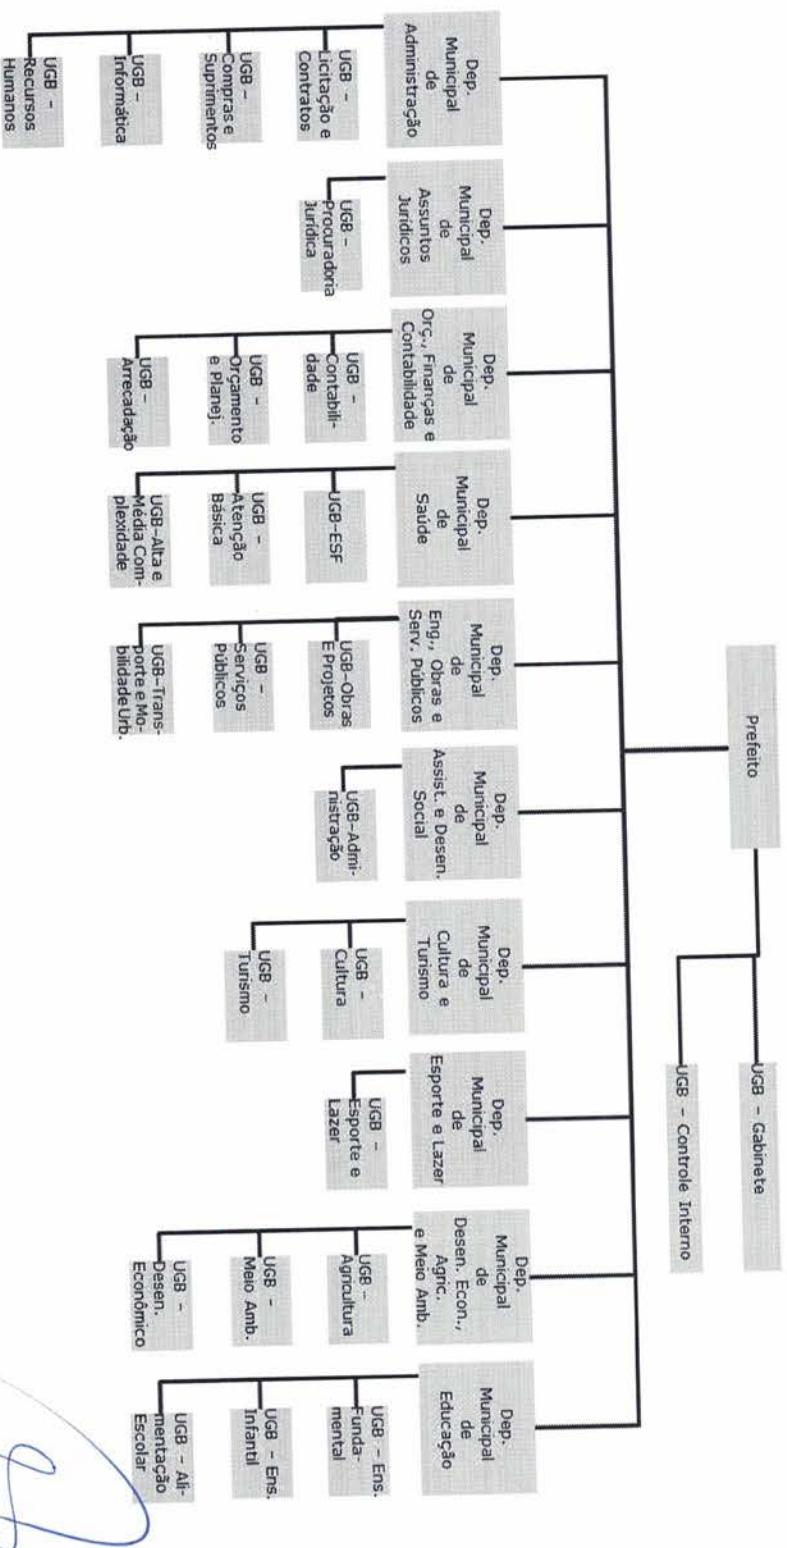 Prefeito
UGB - Gabinete
UGB - Controle Interno
Dep.
Municipal
de
Administração
UGB -
Licitação e
Contratos
UGB -
Compras e
Suprimentos
UGB -
Informática
UGB -
Recursos
Humanos
Dep.
Municipal
de
Assuntos
Jurídicos
UGB -
Procuradoria
Jurídica
Dep.
Municipal
de
Orç., Finanças e
Contabilidade
UGB -
Contabili-
dade
UGB -
Orçamento
e Planej.
UGB -
Arrecadação
Dep.
Municipal
de
Saúde
UGB-ESF
UGB -
Atenção
Básica
UGB-Alta e
Média Com-
plexidade
Dep.
Municipal
de
Eng., Obras e
Serv. Públicos
UGB-Obras
E Projetos
UGB -
Serviços
Públicos
UGB-Trans-
porte e Mo-
bilidade Urb.
Dep.
Municipal
de
Assist. e Desen.
Social
UGB-Admi-
nistração
Dep.
Municipal
de
Cultura e
Turismo
UGB -
Cultura
UGB -
Turismo
Dep.
Municipal
de
Esporte e Lazer
UGB -
Esporte e
Lazer
Dep.
Municipal
de
Desen. Econ.,
Agric.
e Meio Amb.
UGB -
Agricultura
UGB -
Meio Amb.
UGB -
Desen.
Econômico
Dep.
Municipal
de
Educação
UGB - Ens.
Funda-
mental
UGB - Ens.
Infantil
UGB - Ali-
mentação
Escolar